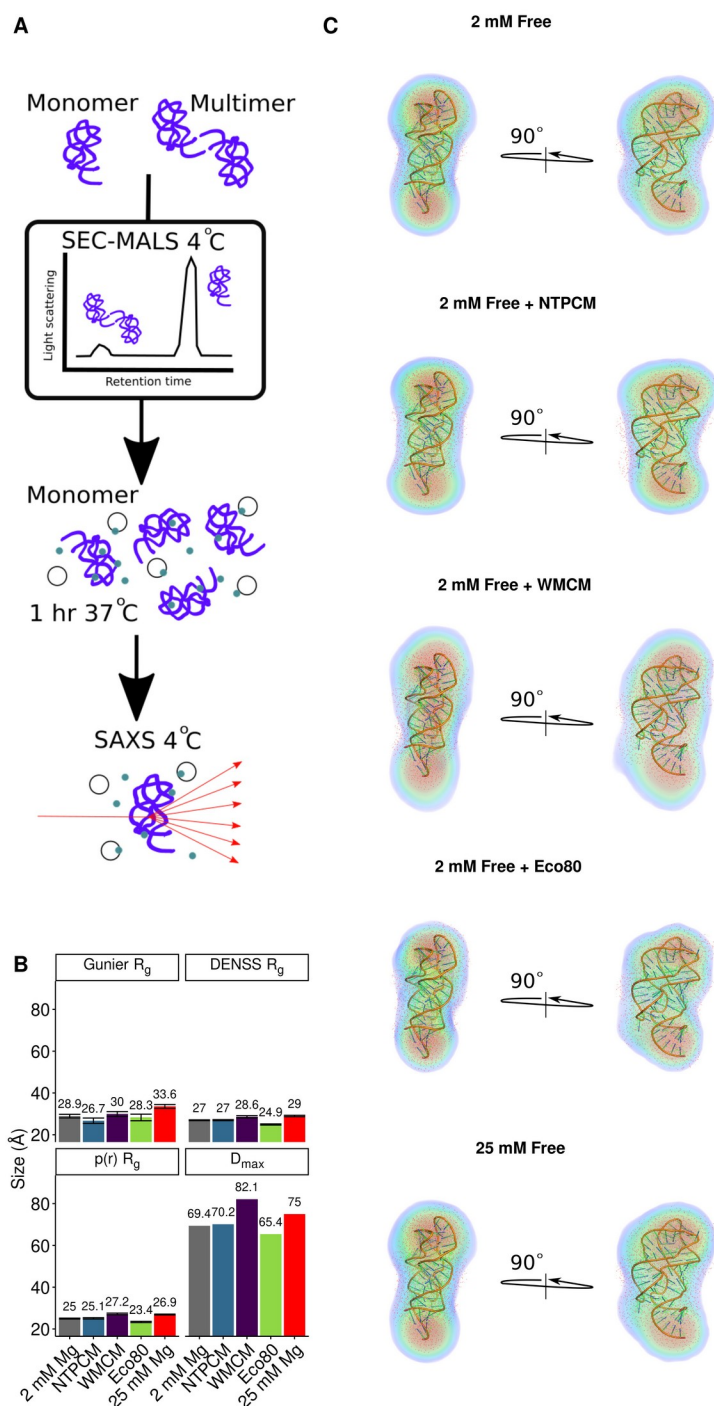 A
Monomer Multimer
SEC-MALS 4°C
Light scattering
Retention time
Monomer
1 hr 37°C
SAXS 4°C
B
Gunier Rg
DENSS Rg
80
60
40
20
28.9
26.7
30
28.3
33.6
27
27
28.6
24.9
29
Size (Å)
p(r) Rg
Dmax
80
60
40
20
25
25.1
27.2
23.4
26.9
69.4
70.2
82.1
65.4
75
2 mM Mg
NTPCM
WMCM
Eco80
25 mM Mg
2 mM Mg
NTPCM
WMCM
Eco80
25 mM Mg
C
2 mM Free
90°
2 mM Free + NTPCM
90°
2 mM Free + WMCM
90°
2 mM Free + Eco80
90°
25 mM Free
90°